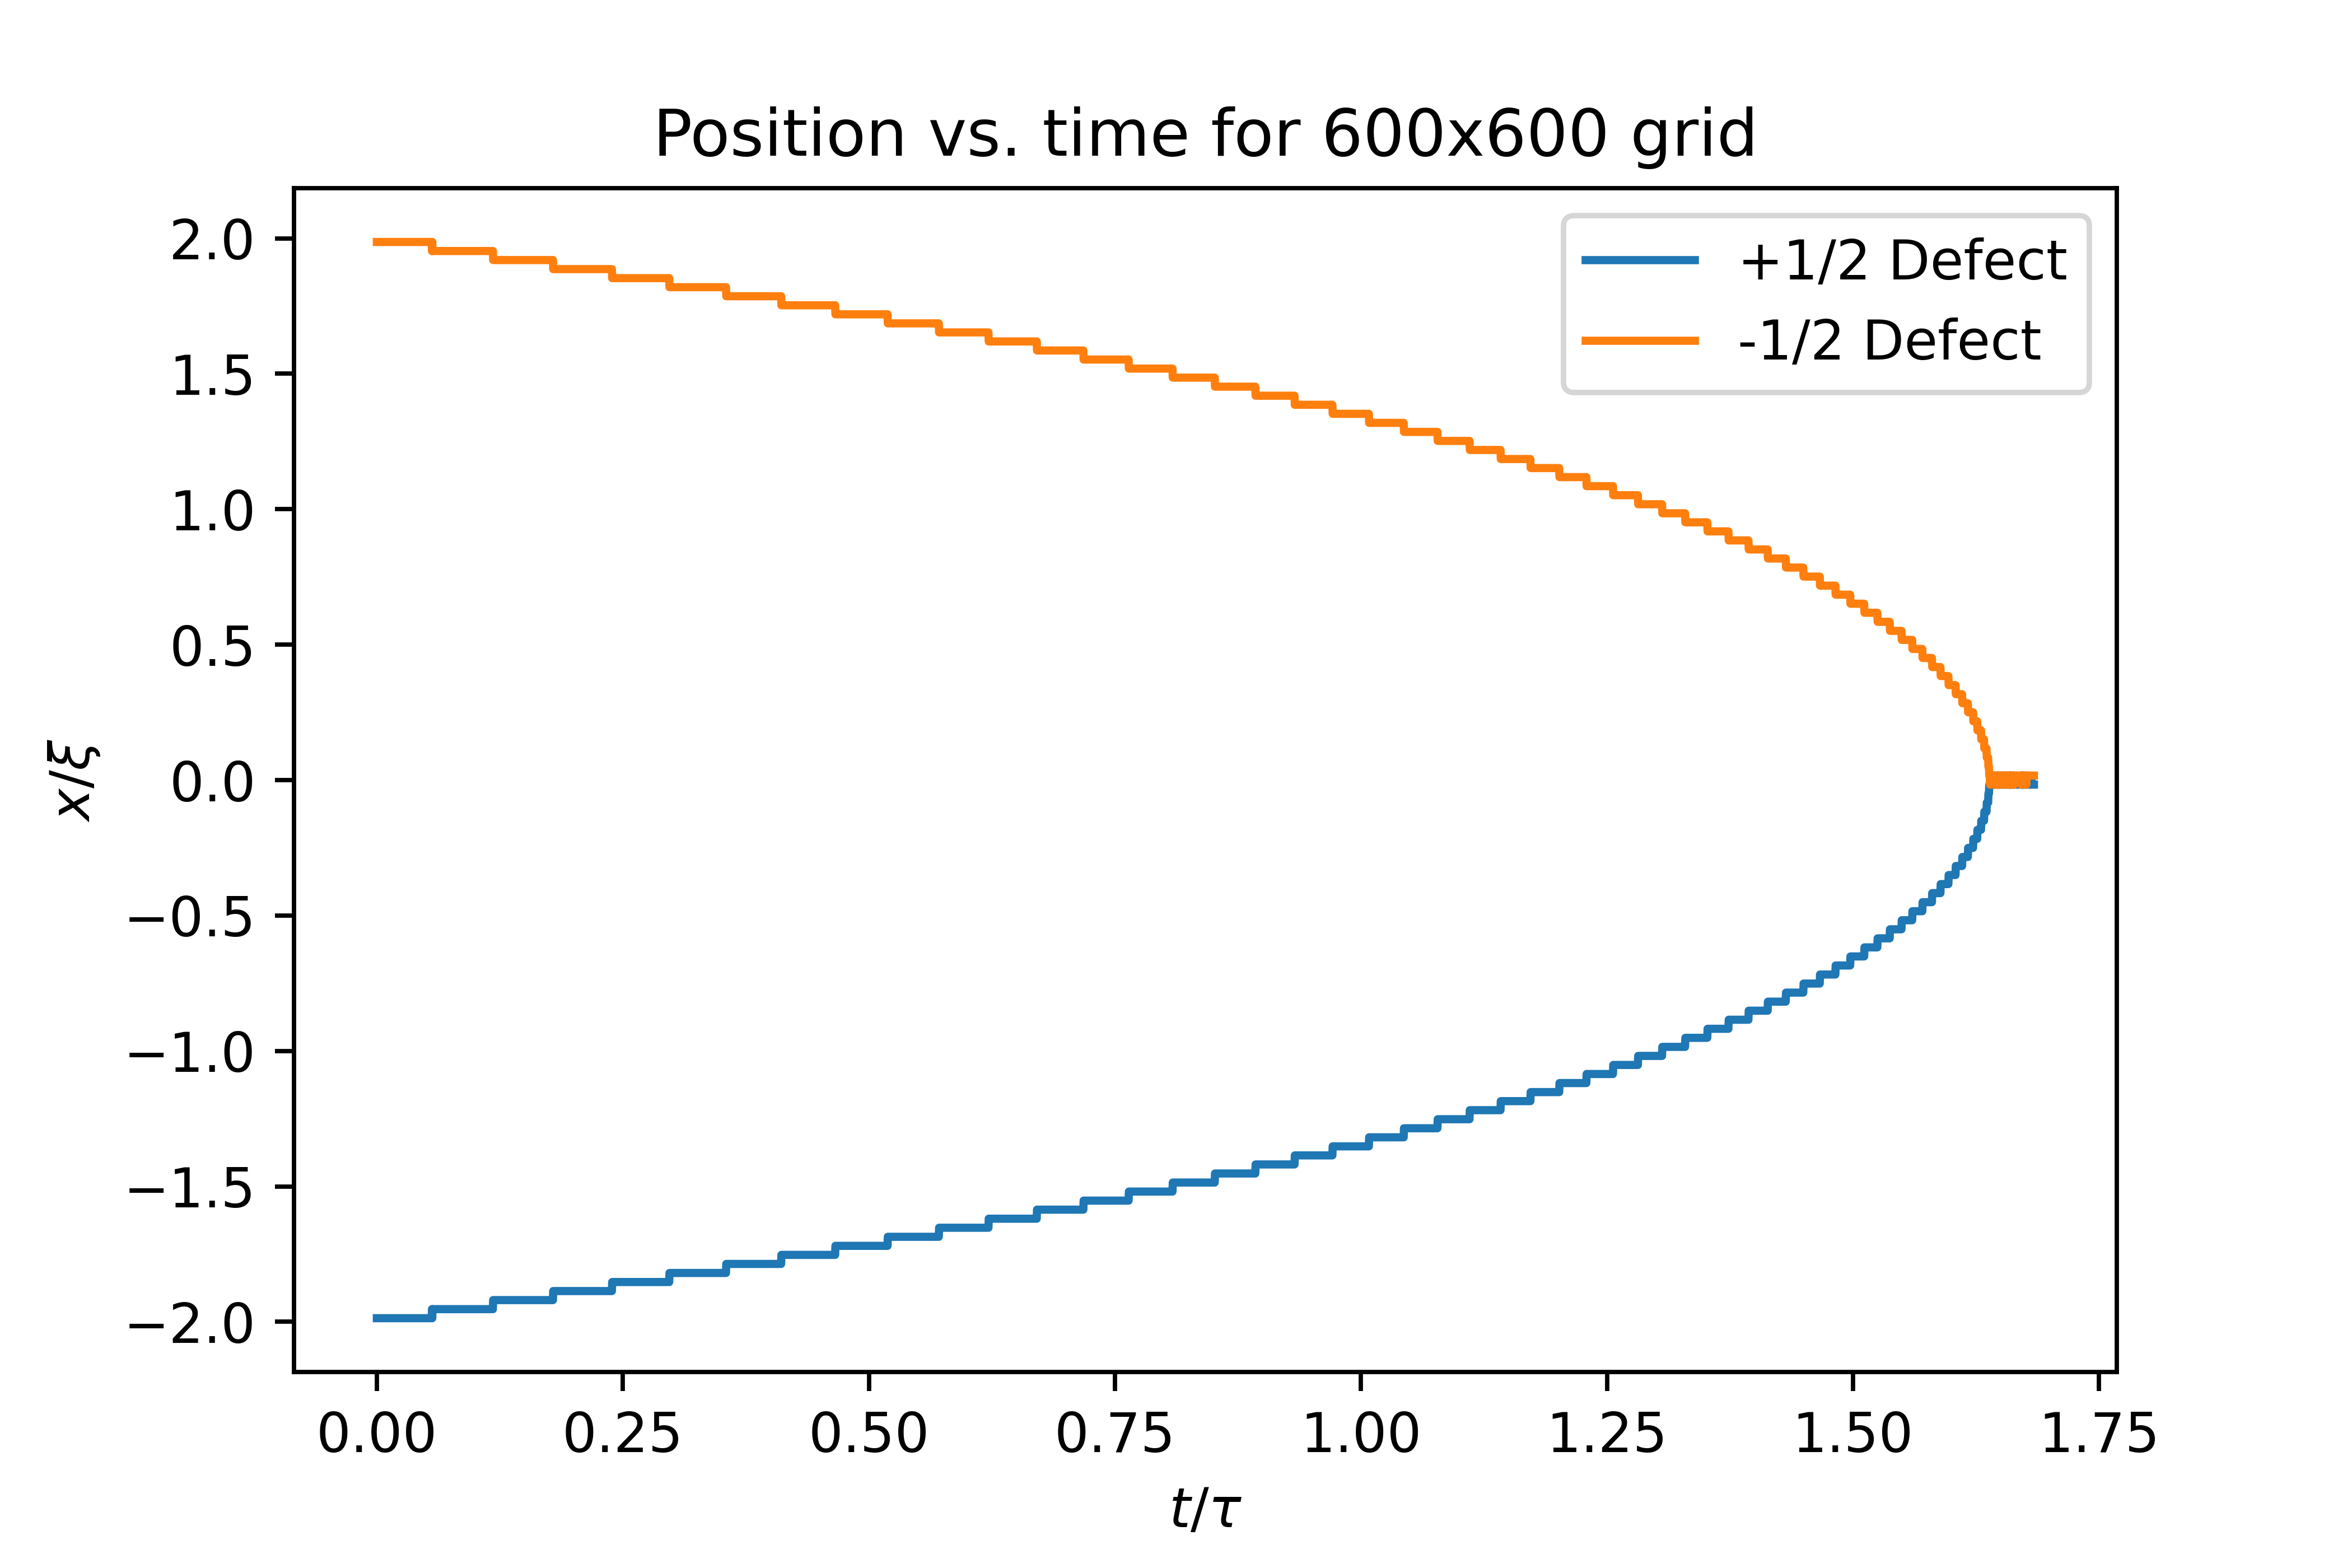 Position vs. time for 600x600 grid
+1/2 Defect
-1/2 Defect
2.0
1.5
1.0
0.5
0.0
−0.5
−1.0
−1.5
−2.0
x/ξ
0.00 0.25 0.50 0.75 1.00 1.25 1.50 1.75
t/τ